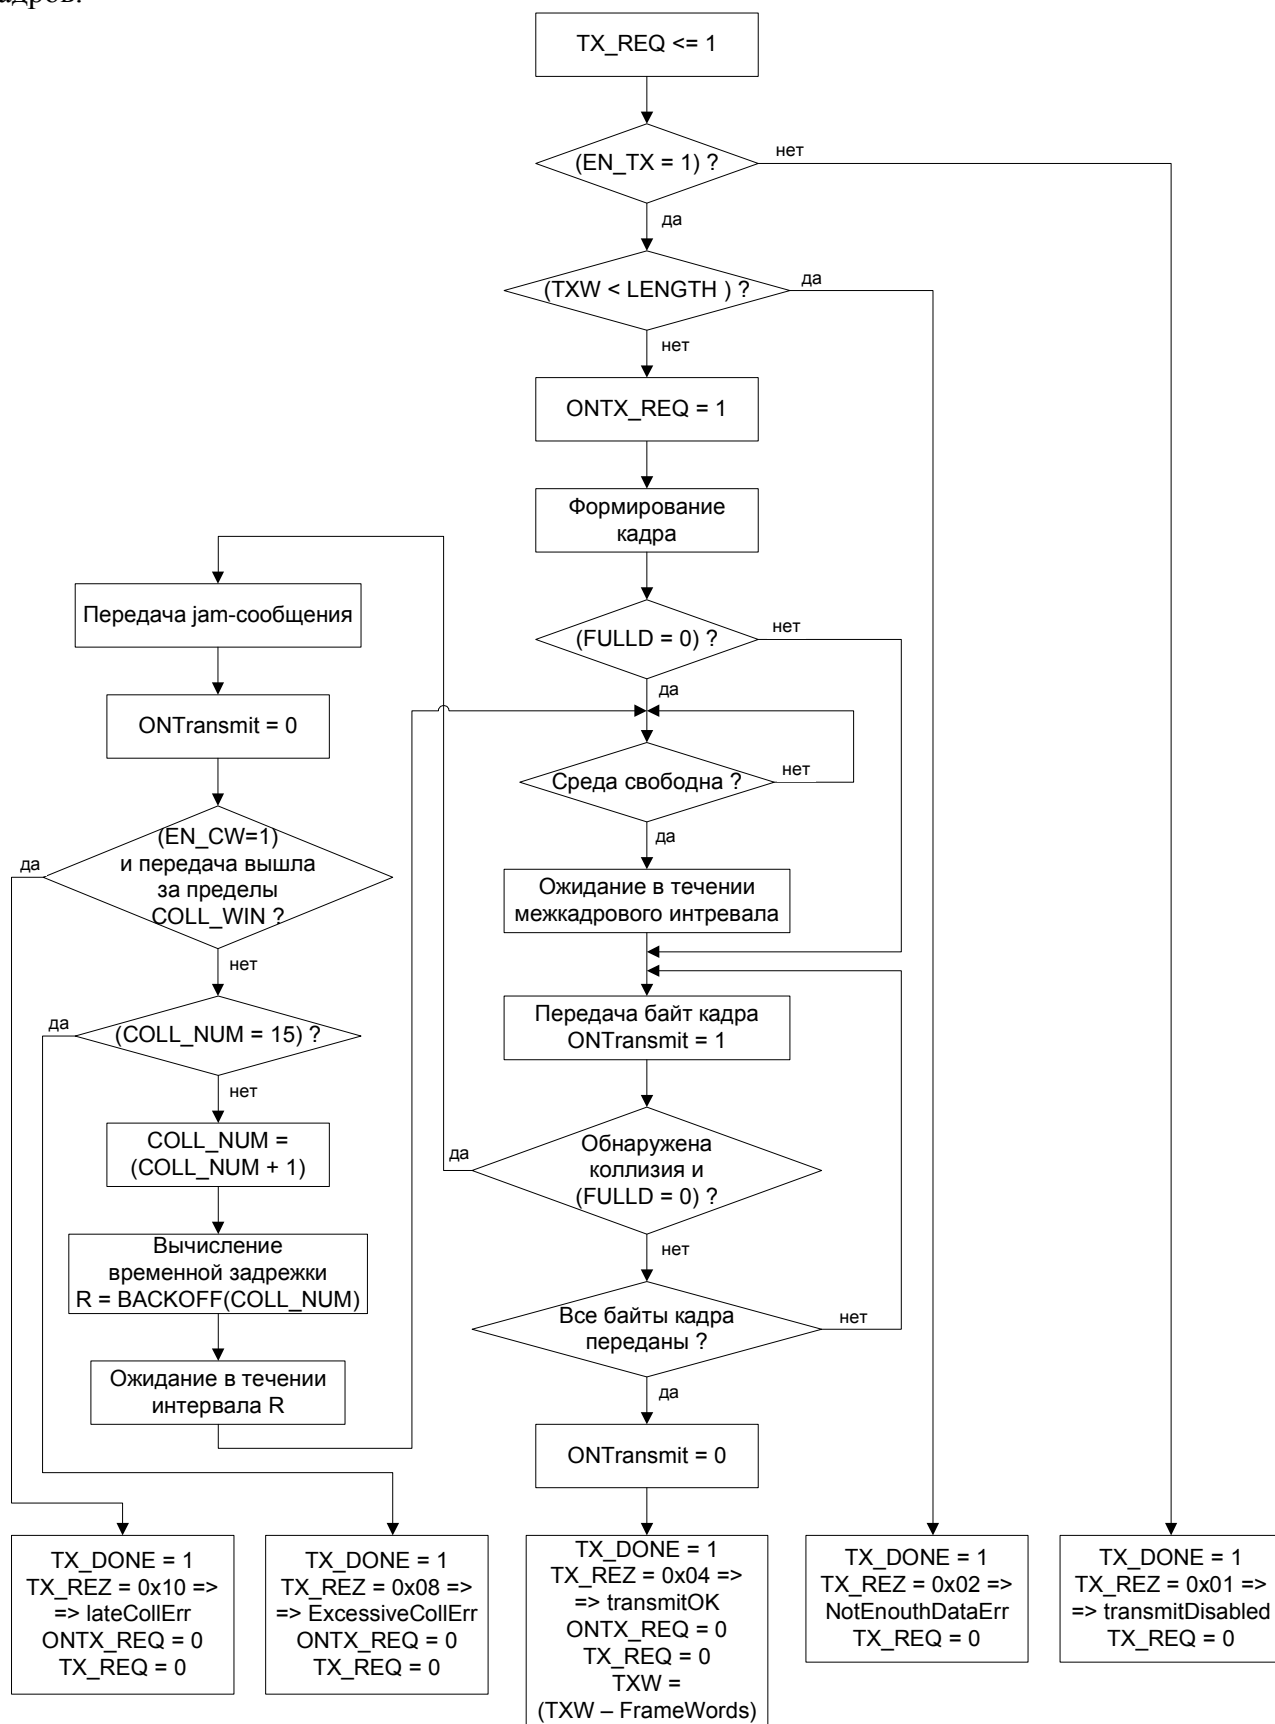 адров.
TX_REQ <= 1
(EN_TX = 1) ?
нет
да
(TXW < LENGTH ) ?
да
нет
ONTX_REQ = 1
Формирование
кадра
Передача jam-сообщения
(FULLD = 0) ?
нет
да
ONTransmit = 0
Среда свободна ?
нет
да
(EN_CW=1)
и передача вышла
за пределы
COLL_WIN ?
да
нет
Ожидание в течении
межкадрового интревала
Передача байт кадра
ONTransmit = 1
(COLL_NUM = 15) ?
да
нет
COLL_NUM =
(COLL_NUM + 1)
Обнаружена
коллизия и
(FULLD = 0) ?
да
нет
Вычисление
временной задрежки
R = BACKOFF(COLL_NUM)
Все байты кадра
переданы ?
нет
да
Ожидание в течении
интервала R
ONTransmit = 0
TX_DONE = 1
TX_REZ = 0x10 =>
=> lateCollErr
ONTX_REQ = 0
TX_REQ = 0
TX_DONE = 1
TX_REZ = 0x08 =>
=> ExcessiveCollErr
ONTX_REQ = 0
TX_REQ = 0
TX_DONE = 1
TX_REZ = 0x04 =>
=> transmitOK
ONTX_REQ = 0
TX_REQ = 0
TXW =
(TXW – FrameWords)
TX_DONE = 1
TX_REZ = 0x02 =>
NotEnouthDataErr
TX_REQ = 0
TX_DONE = 1
TX_REZ = 0x01 =>
=> transmitDisabled
TX_REQ = 0